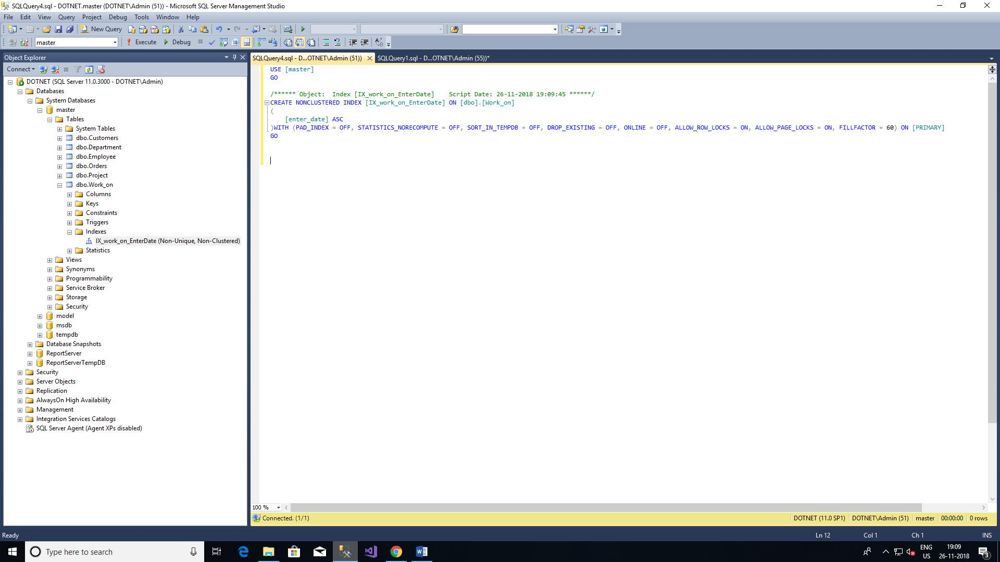 SQLQuery4.sql - DOTNET.master (DOTNET\Admin (51)) - Microsoft SQL Server Management Studio
File Edit View Query Project Debug Tools Window Help
New Query
master Execute Debug
Object Explorer
Connect
DOTNET (SQL Server 11.0.3000 - DOTNET\Admin)
Databases
System Databases
master
Tables
System Tables
dbo.Customers
dbo.Department
dbo.Employee
dbo.Orders
dbo.Project
dbo.Work_on
Columns
Keys
Constraints
Triggers
Indexes
IX_work_on_EnterDate (Non-Unique, Non-Clustered)
Statistics
Views
Synonyms
Programmability
Service Broker
Storage
Security
model
msdb
tempdb
Database Snapshots
ReportServer
ReportServerTempDB
Security
Server Objects
Replication
AlwaysOn High Availability
Management
Integration Services Catalogs
SQL Server Agent (Agent XPs disabled)
SQLQuery4.sql - D...OTNET\Admin (51)) SQLQuery1.sql - D...OTNET\Admin (55))*
USE [master]
GO
/****** Object:  Index [IX_work_on_EnterDate]    Script Date: 26-11-2018 19:09:45 ******/
CREATE NONCLUSTERED INDEX [IX_work_on_EnterDate] ON [dbo].[Work_on]
(
[enter_date] ASC
)WITH (PAD_INDEX = OFF, STATISTICS_NORECOMPUTE = OFF, SORT_IN_TEMPDB = OFF, DROP_EXISTING = OFF, ONLINE = OFF, ALLOW_ROW_LOCKS = ON, ALLOW_PAGE_LOCKS = ON, FILLFACTOR = 60) ON [PRIMARY]
GO
100 %
Connected. (1/1) DOTNET (11.0 SP1) DOTNET\Admin (51) master 00:00:00 0 rows
Ready Ln 12 Col 1 Ch 1 INS
Type here to search
ENG
US
19:09
26-11-2018
3